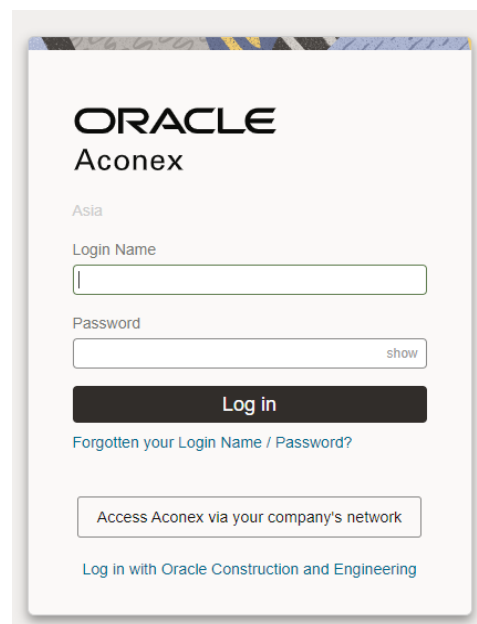 ORACLE
Aconex
Asia
Login Name
Password
show
Log in
Forgotten your Login Name / Password?
Access Aconex via your company's network
Log in with Oracle Construction and Engineering